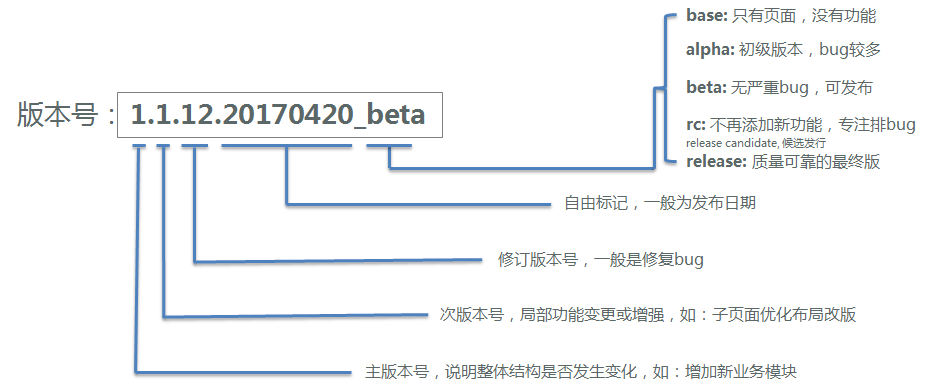 base: 只有页面，没有功能
alpha: 初级版本，bug较多
beta: 无严重bug，可发布
版本号：1.1.12.20170420_beta
rc: 不再添加新功能，专注排bug
release candidate, 候选发行
release: 质量可靠的最终版
自由标记，一般为发布日期
修订版本号，一般是修复bug
次版本号，局部功能变更或增强，如：子页面优化布局改版
主版本号，说明整体结构是否发生变化，如：增加新业务模块